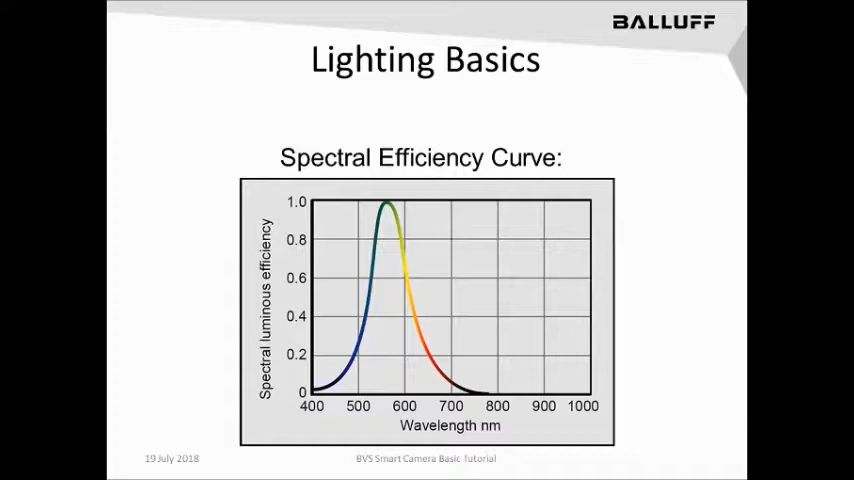 BALLUFF
Lighting Basics
Spectral Efficiency Curve:
Spectral luminous efficiency
1.0
0.8
0.6
0.4
0.2
0
400 500 600 700 800 900 1000
Wavelength nm
19 July 2018
BVS Smart Camera Basic Tutorial